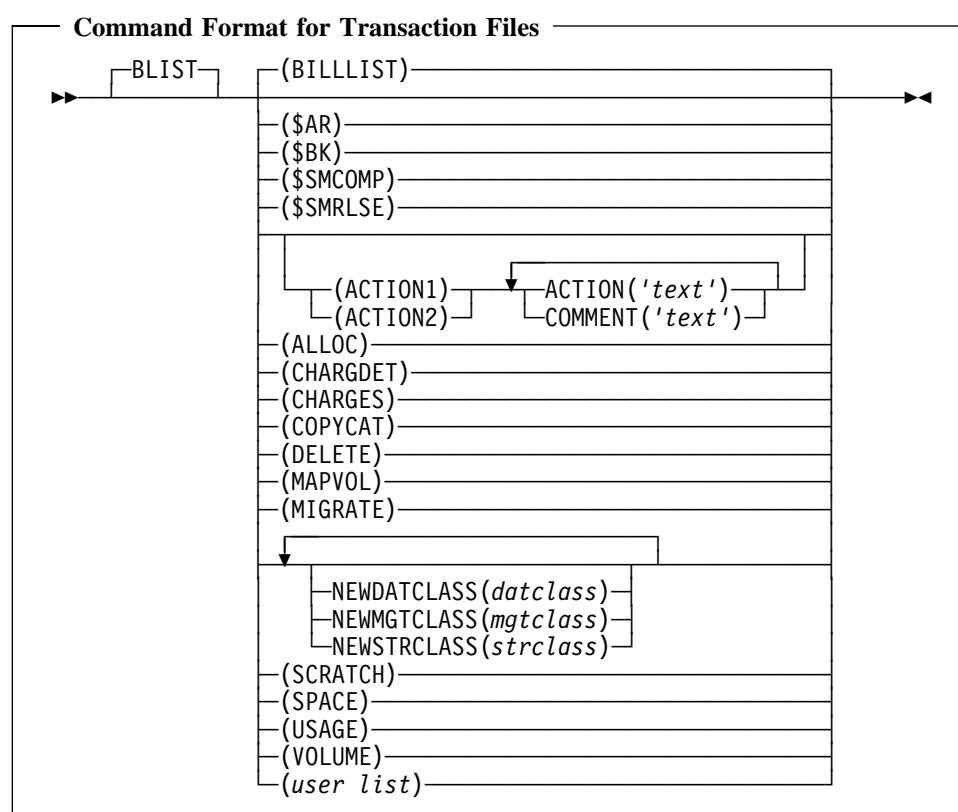 Command Format for Transaction Files
BLIST (BILLLIST)
($AR)
($BK)
($SMCOMP)
($SMRLSE)
(ACTION1) ACTION('text')
(ACTION2) COMMENT('text')
(ALLOC)
(CHARGDET)
(CHARGES)
(COPYCAT)
(DELETE)
(MAPVOL)
(MIGRATE)
NEWDATCLASS(datclass)
NEWMGTCLASS(mgtclass)
NEWSTRCLASS(strclass)
(SCRATCH)
(SPACE)
(USAGE)
(VOLUME)
(user list)